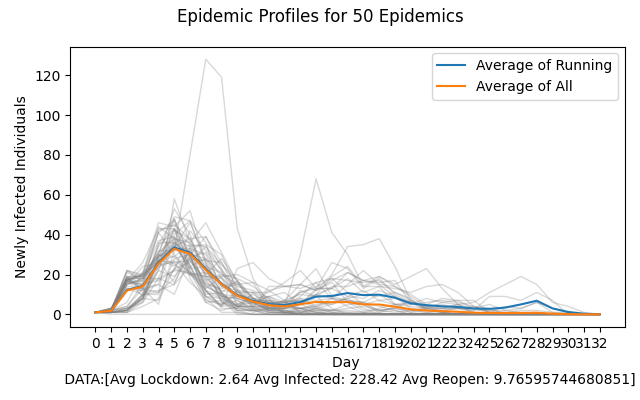 Epidemic Profiles for 50 Epidemics
Average of Running
Average of All
120
100
80
60
40
20
0
Newly Infected Individuals
0 1 2 3 4 5 6 7 8 9 10 11 12 13 14 15 16 17 18 19 20 21 22 23 24 25 26 27 28 29 30 31 32
Day
DATA:[Avg Lockdown: 2.64 Avg Infected: 228.42 Avg Reopen: 9.76595744680851]